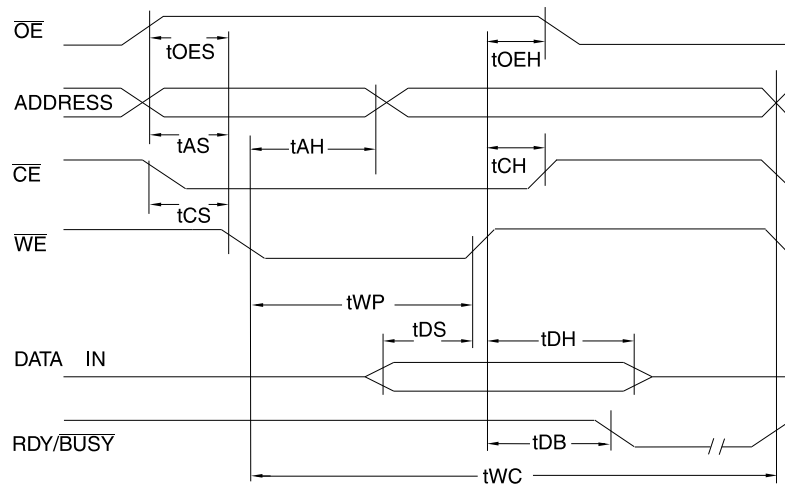 OE
tOES
tOEH
ADDRESS
tAS
tAH
tCH
CE
tCS
WE
tWP
tDS
tDH
DATA IN
RDY/BUSY
tDB
tWC